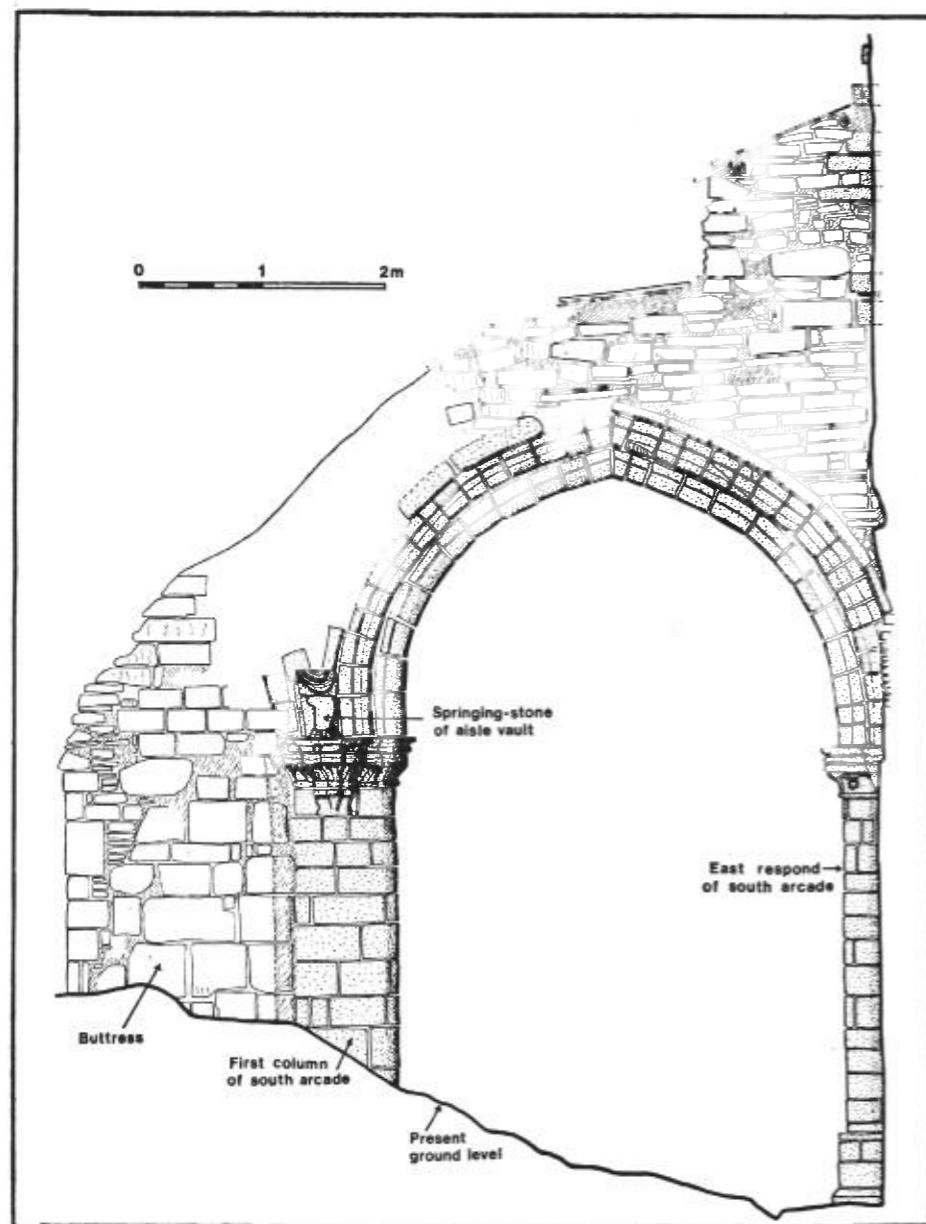 0 1 2m
Springing-stone
of aisle vault
East respond
of south arcade
Buttress
First column
of south arcade
Present
ground level